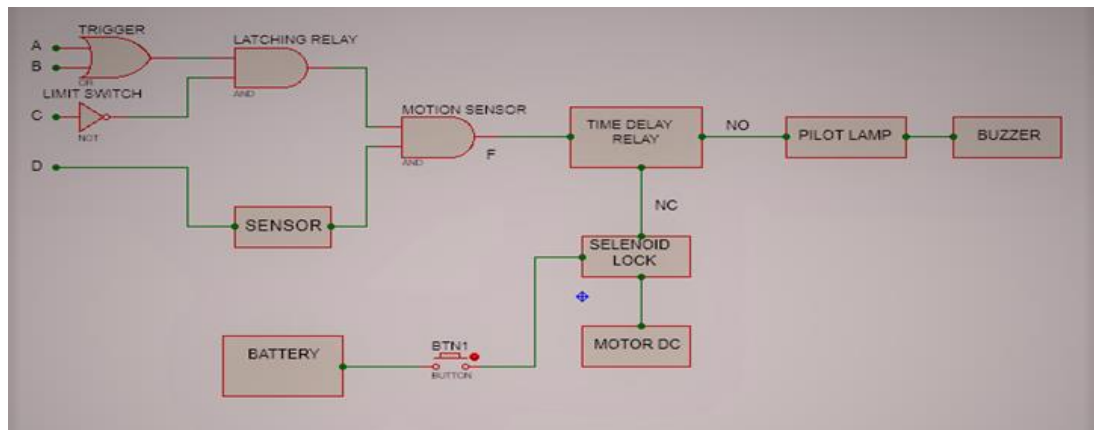 TRIGGER
A
B
OR
LATCHING RELAY
AND
LIMIT SWITCH
C
NOT
MOTION SENSOR
AND
F
D
SENSOR
TIME DELAY
RELAY
NO
PILOT LAMP
BUZZER
NC
SELENOID
LOCK
MOTOR DC
BATTERY
BTN1
BUTTON